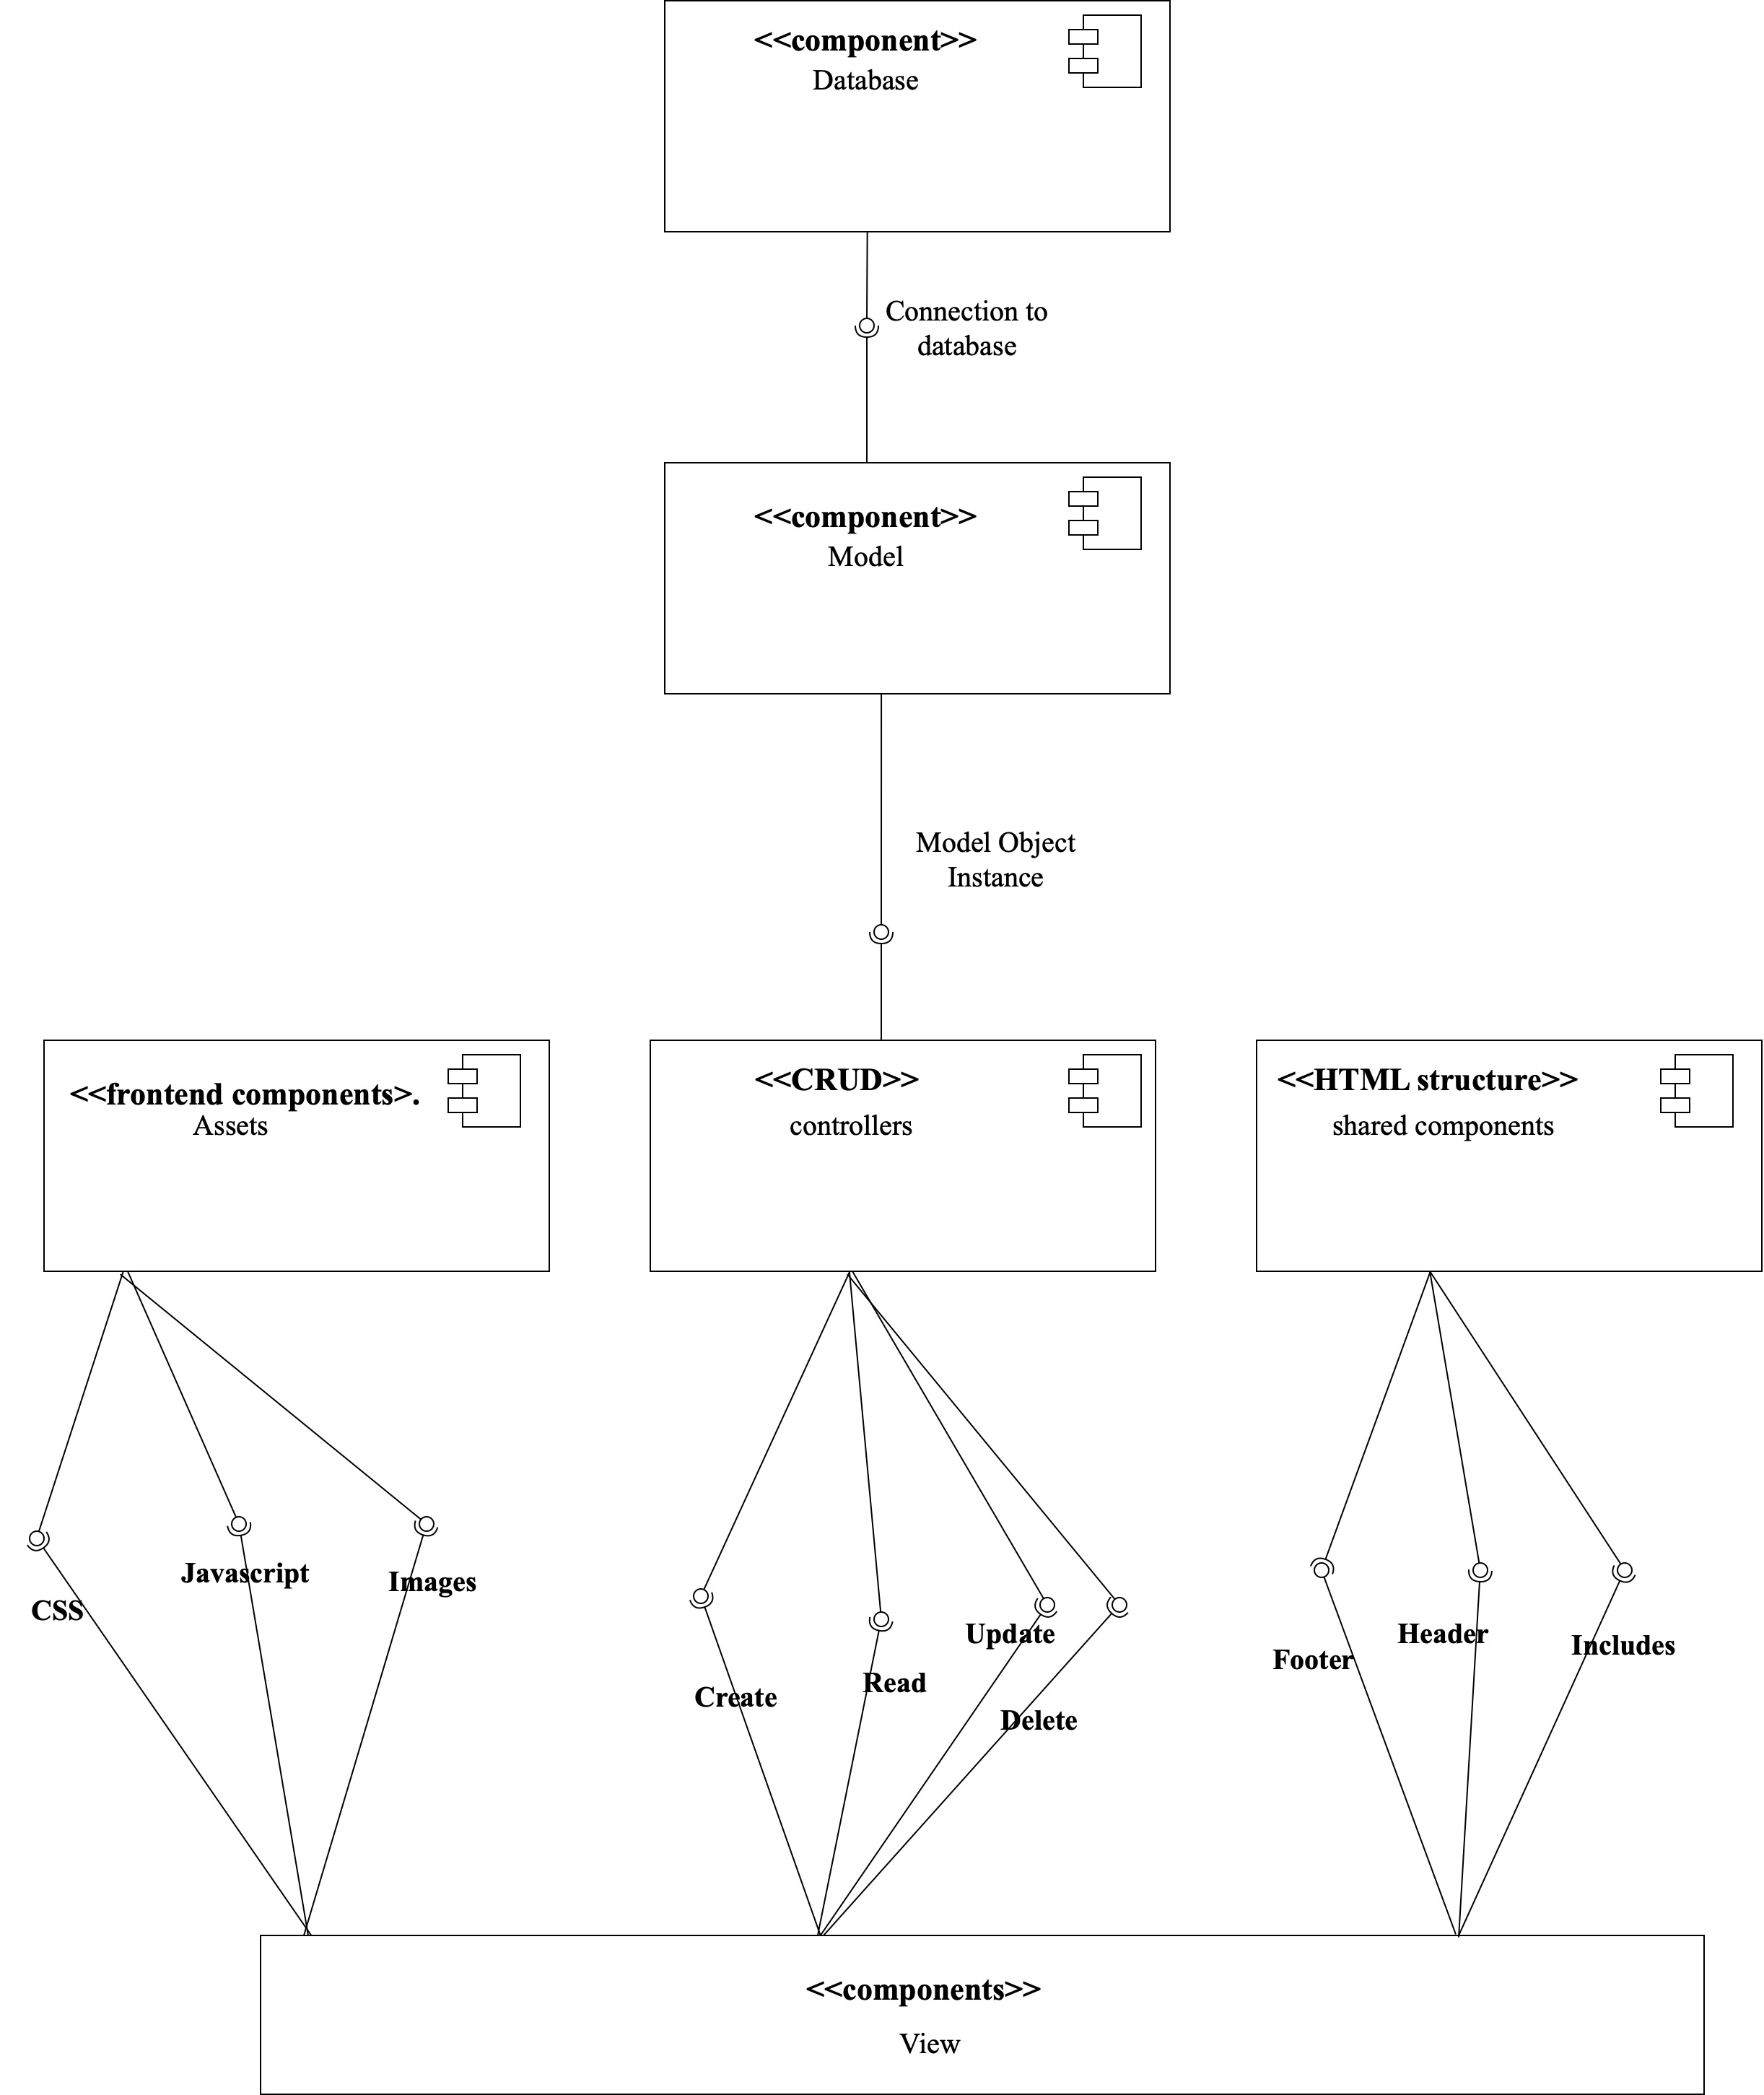 <<component>>
Database
Connection to
database
<<component>>
Model
Model Object
Instance
<<frontend components>.
Assets
<<CRUD>>
controllers
<<HTML structure>>
shared components
CSS
Javascript
Images
Create
Read
Update
Delete
Footer
Header
Includes
<<components>>
View